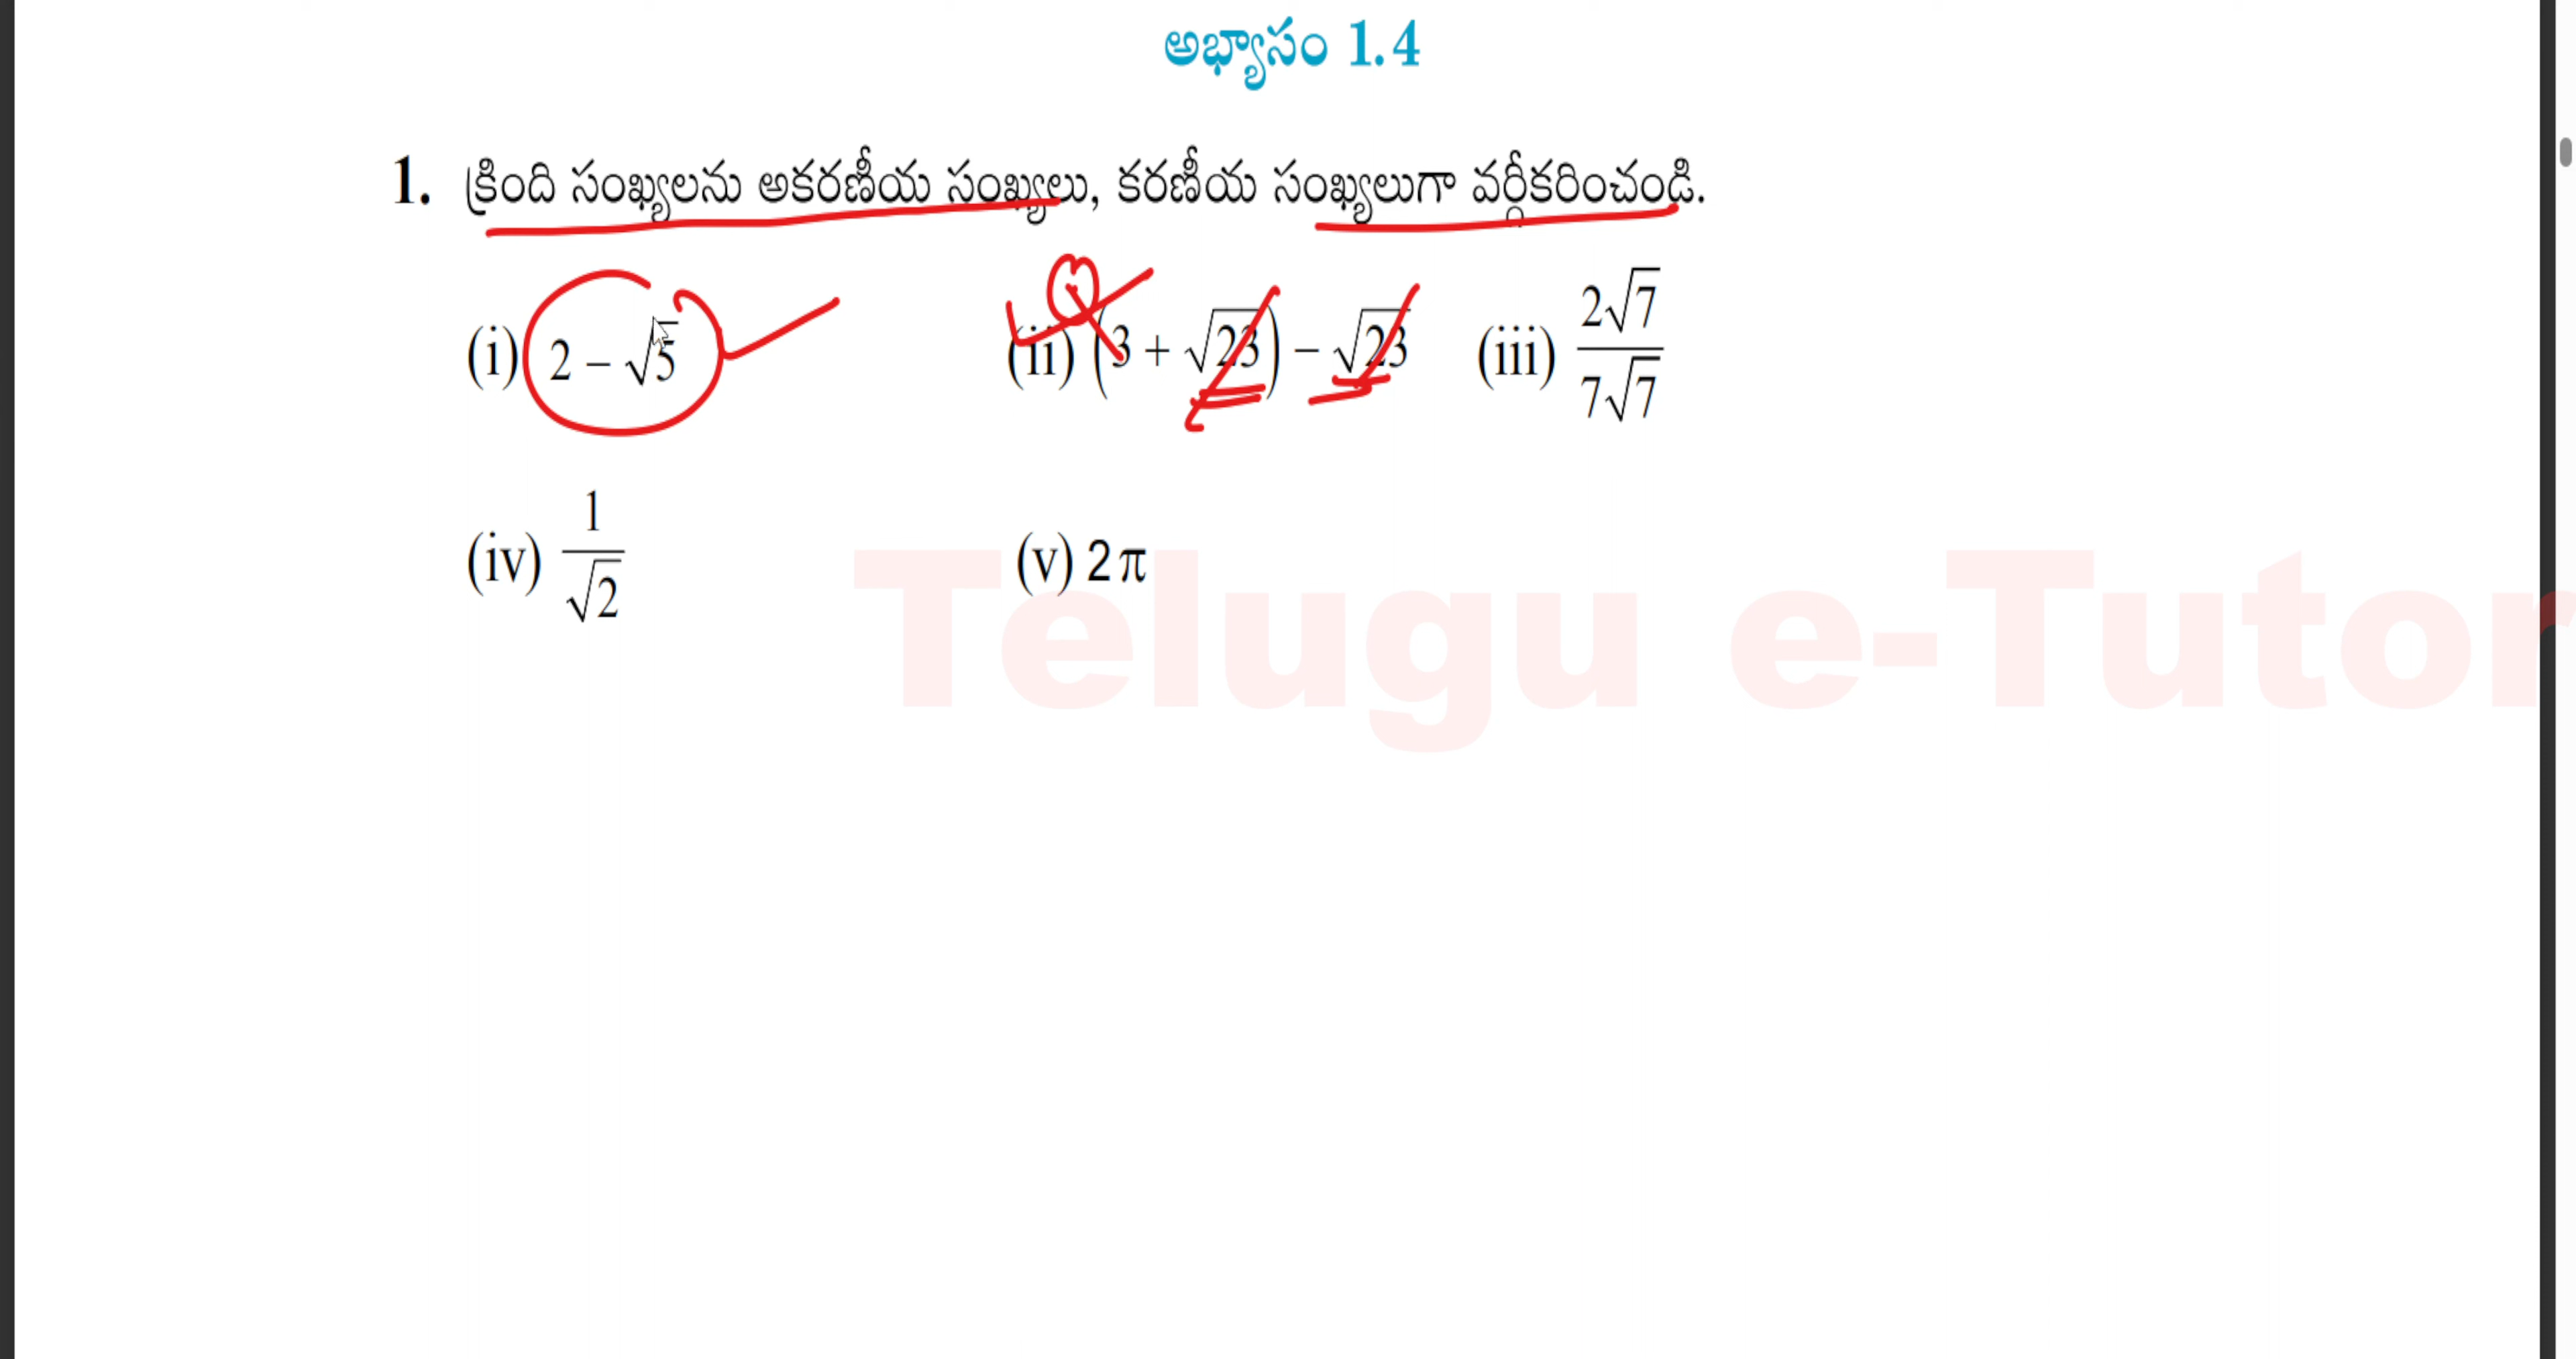 అభ్యాసం 1.4
1. క్రింది సంఖ్యలను అకరణీయ సంఖ్యలు, కరణీయ సంఖ్యలుగా వర్గీకరించండి.
(i) 2 – √5 (ii) (3 + √23) – √23 (iii) 2√7/7√7
(iv) 1/√2 (v) 2π
Telugu e-Tutor